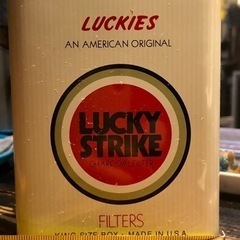 LUCKIES
AN AMERICAN ORIGINAL
LUCKY
STRIKE
FILTERS
KING SIZE BOX · MADE IN U.S.A.